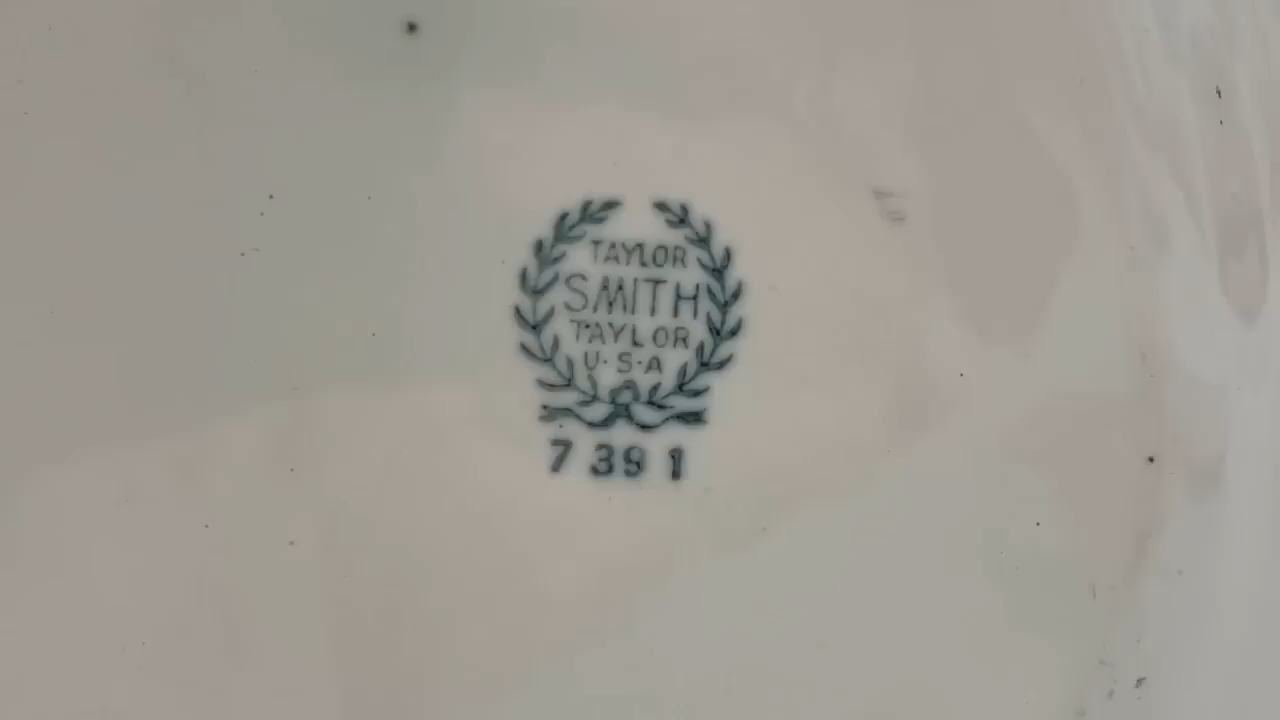 TAYLOR
SMITH
TAYLOR
U·S·A
7 39 1